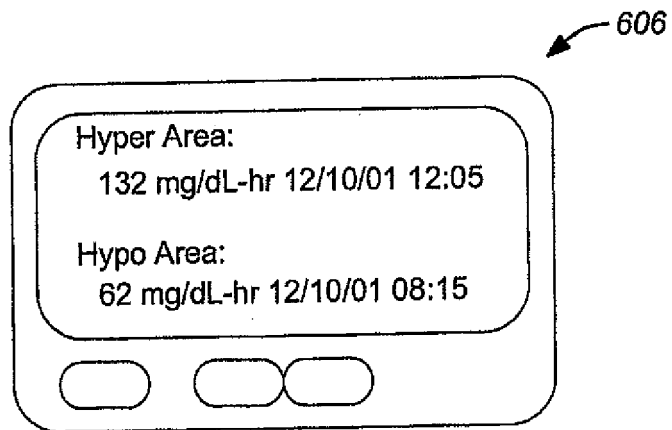 606
Hyper Area:
132 mg/dL-hr 12/10/01 12:05
Hypo Area:
62 mg/dL-hr 12/10/01 08:15